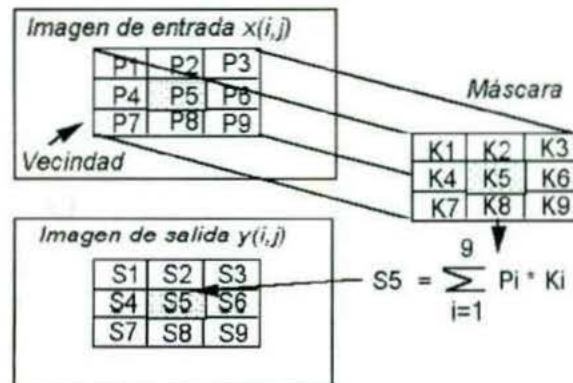 Imagen de entrada x(i,j)
P1 P2 P3
P4 P5 P6
P7 P8 P9
Vecindad
Máscara
K1 K2 K3
K4 K5 K6
K7 K8 K9
Imagen de salida y(i,j)
S1 S2 S3
S4 S5 S6
S7 S8 S9
9
S5 = ∑ Pi * Ki
i=1